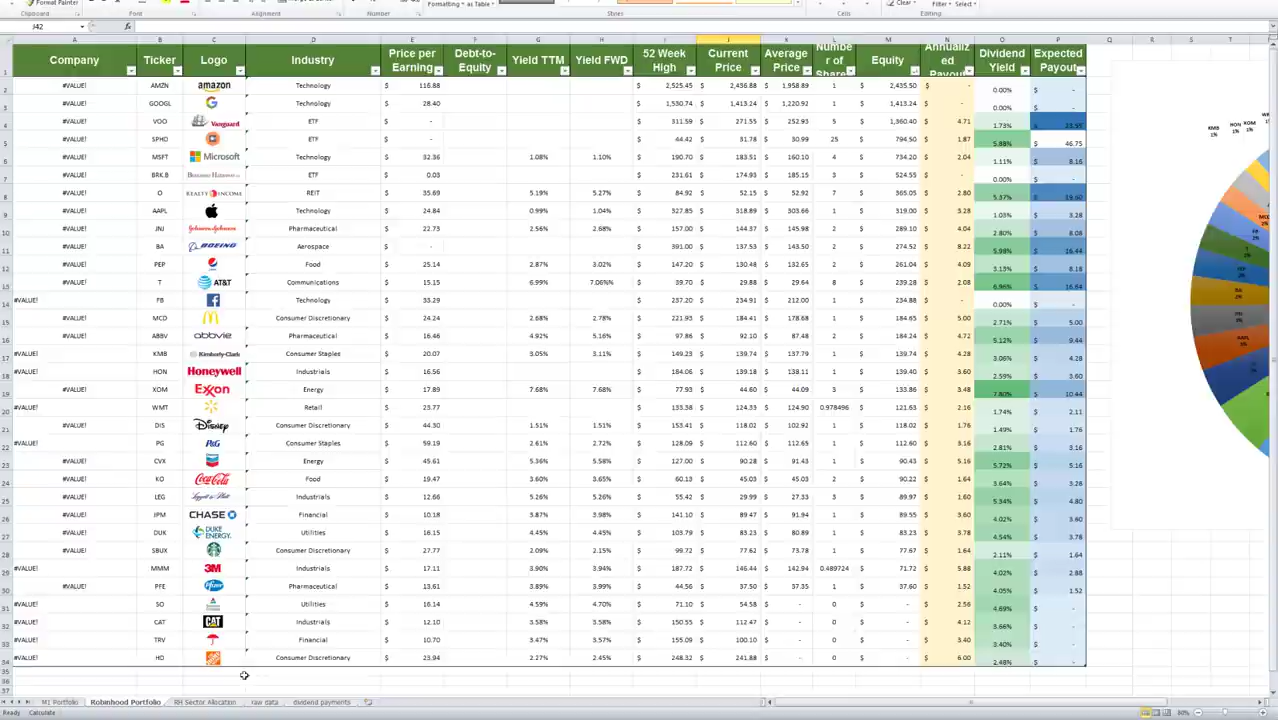 Format Painter Formatting as Table Clear Filter Select
Clipboard Font Alignment Number Styles Cells Editing
J42 fx
A B C D E F G H I J K L M N O P Q R S T
Company Ticker Logo Industry Price per Earning Debt-to-Equity Yield TTM Yield FWD 52 Week High Current Price Average Price Number of Share Equity Annualized Payout Dividend Yield Expected Payout
#VALUE! AMZN amazon Technology $ 116.88 $ 2,525.45 $ 2,436.88 $ 1,958.89 1 $ 2,435.50 $ - 0.00% $ -
#VALUE! GOOGL G Technology $ 28.40 $ 1,530.74 $ 1,413.24 $ 1,220.92 1 $ 1,413.24 $ - 0.00% $ -
#VALUE! VOO Vanguard ETF $ - $ 311.59 $ 271.55 $ 252.93 5 $ 1,360.40 $ 4.71 1.73% $ 23.55
#VALUE! SPHD ETF $ - $ 44.42 $ 31.78 $ 30.99 25 $ 794.50 $ 1.87 5.88% $ 46.75
#VALUE! MSFT Microsoft Technology $ 32.36 1.08% 1.10% $ 190.70 $ 183.51 $ 160.10 4 $ 734.20 $ 2.04 1.11% $ 8.16
#VALUE! BRK.B ETF $ 0.03 $ 231.61 $ 174.93 $ 185.15 3 $ 524.55 $ - 0.00% $ -
#VALUE! O REALTY INCOME REIT $ 35.69 5.19% 5.27% $ 84.92 $ 52.15 $ 52.92 7 $ 365.05 $ 2.80 5.37% $ 19.60
#VALUE! AAPL Technology $ 24.84 0.99% 1.04% $ 327.85 $ 318.89 $ 303.66 1 $ 319.00 $ 3.28 1.03% $ 3.28
#VALUE! JNJ Johnson&Johnson Pharmaceutical $ 22.73 2.56% 2.68% $ 157.00 $ 144.37 $ 145.98 2 $ 289.10 $ 4.04 2.80% $ 8.08
#VALUE! BA BOEING Aerospace $ - $ 391.00 $ 137.53 $ 143.50 2 $ 274.52 $ 8.22 5.98% $ 16.44
#VALUE! PEP Food $ 25.14 2.87% 3.02% $ 147.20 $ 130.48 $ 132.65 2 $ 261.04 $ 4.09 3.13% $ 8.18
#VALUE! T AT&T Communications $ 15.15 6.99% 7.06%% $ 39.70 $ 29.88 $ 29.64 8 $ 239.28 $ 2.08 6.96% $ 16.64
#VALUE! FB Technology $ 33.29 $ 237.20 $ 234.91 $ 212.00 1 $ 234.88 $ - 0.00% $ -
#VALUE! MCD Consumer Discretionary $ 24.24 2.68% 2.78% $ 221.93 $ 184.41 $ 178.68 1 $ 184.65 $ 5.00 2.71% $ 5.00
#VALUE! ABBV abbvie Pharmaceutical $ 16.46 4.92% 5.16% $ 97.86 $ 92.10 $ 87.48 2 $ 184.24 $ 4.72 5.12% $ 9.44
#VALUE! KMB Kimberly-Clark Consumer Staples $ 20.07 3.05% 3.11% $ 149.23 $ 139.74 $ 137.79 1 $ 139.74 $ 4.28 3.06% $ 4.28
#VALUE! HON Honeywell Industrials $ 16.56 $ 184.06 $ 139.18 $ 138.11 1 $ 139.40 $ 3.60 2.59% $ 3.60
#VALUE! XOM Exxon Energy $ 17.89 7.68% 7.68% $ 77.93 $ 44.60 $ 44.09 3 $ 133.86 $ 3.48 7.80% $ 10.44
#VALUE! WMT Retail $ 23.77 $ 133.38 $ 124.33 $ 124.90 0.978496 $ 121.63 $ 2.16 1.74% $ 2.11
#VALUE! DIS Disney Consumer Discretionary $ 44.30 1.51% 1.51% $ 153.41 $ 118.02 $ 102.92 1 $ 118.02 $ 1.76 1.49% $ 1.76
#VALUE! PG P&G Consumer Staples $ 59.19 2.61% 2.72% $ 128.09 $ 112.60 $ 112.65 1 $ 112.60 $ 3.16 2.81% $ 3.16
#VALUE! CVX Energy $ 45.61 5.36% 5.58% $ 127.00 $ 90.28 $ 91.43 1 $ 90.43 $ 5.16 5.72% $ 5.16
#VALUE! KO Coca-Cola Food $ 19.47 3.60% 3.65% $ 60.13 $ 45.03 $ 45.03 2 $ 90.22 $ 1.64 3.64% $ 3.28
#VALUE! LEG Leggett & Platt Industrials $ 12.66 5.26% 5.26% $ 55.42 $ 29.99 $ 27.33 3 $ 89.97 $ 1.60 5.34% $ 4.80
#VALUE! JPM CHASE Financial $ 10.18 3.87% 3.98% $ 141.10 $ 89.47 $ 91.94 1 $ 89.55 $ 3.60 4.02% $ 3.60
#VALUE! DUK DUKE ENERGY. Utilities $ 16.15 4.45% 4.45% $ 103.79 $ 83.23 $ 80.79 1 $ 83.23 $ 3.78 4.54% $ 3.78
#VALUE! SBUX Consumer Discretionary $ 27.77 2.09% 2.15% $ 99.72 $ 77.62 $ 73.78 1 $ 77.67 $ 1.64 2.11% $ 1.64
#VALUE! MMM 3M Industrials $ 17.11 3.90% 3.94% $ 187.72 $ 146.44 $ 142.94 0.489724 $ 71.72 $ 5.88 4.02% $ 2.88
#VALUE! PFE Pfizer Pharmaceutical $ 13.61 3.89% 3.99% $ 44.56 $ 37.50 $ 37.35 1 $ 37.60 $ 1.52 4.05% $ 1.52
#VALUE! SO Utilities $ 16.14 4.59% 4.70% $ 71.10 $ 54.58 $ - 0 $ - $ 2.56 4.69% $ -
#VALUE! CAT CAT Industrials $ 12.10 3.58% 3.58% $ 150.55 $ 112.47 $ - 0 $ - $ 4.12 3.66% $ -
#VALUE! TRV Financial $ 10.70 3.47% 3.57% $ 155.09 $ 100.10 $ - 0 $ - $ 3.40 3.40% $ -
#VALUE! HD Consumer Discretionary $ 23.94 2.27% 2.45% $ 248.32 $ 241.88 $ - 0 $ - $ 6.00 2.48% $ -
KMB 1% HON 1% XOM 1%
M1 Portfolio Robinhood Portfolio RH Sector Allocation raw data dividend payments
Ready Calculate 80%